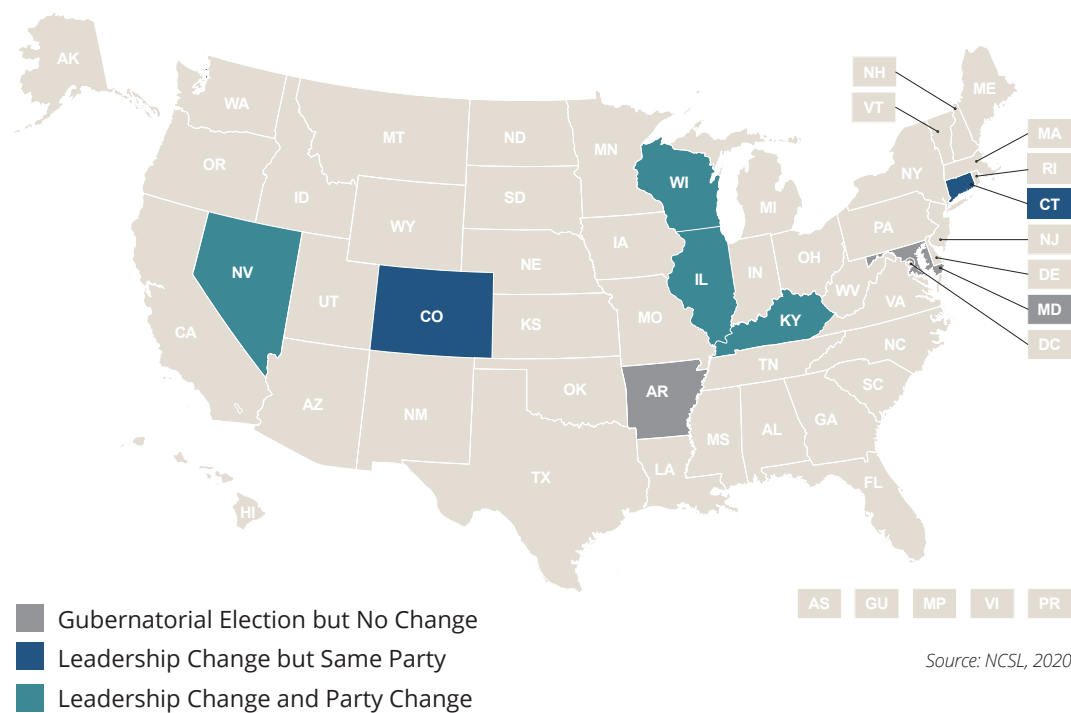 AK
WA
OR
CA
NV
ID
MT
WY
UT
CO
AZ
NM
ND
SD
NE
KS
OK
TX
MN
IA
MO
AR
LA
WI
IL
MI
IN
OH
KY
TN
MS
AL
GA
FL
SC
NC
VA
WV
PA
NY
ME
NH
VT
MA
RI
CT
NJ
DE
MD
DC
HI
AS GU MP VI PR
Gubernatorial Election but No Change
Leadership Change but Same Party
Leadership Change and Party Change
Source: NCSL, 2020